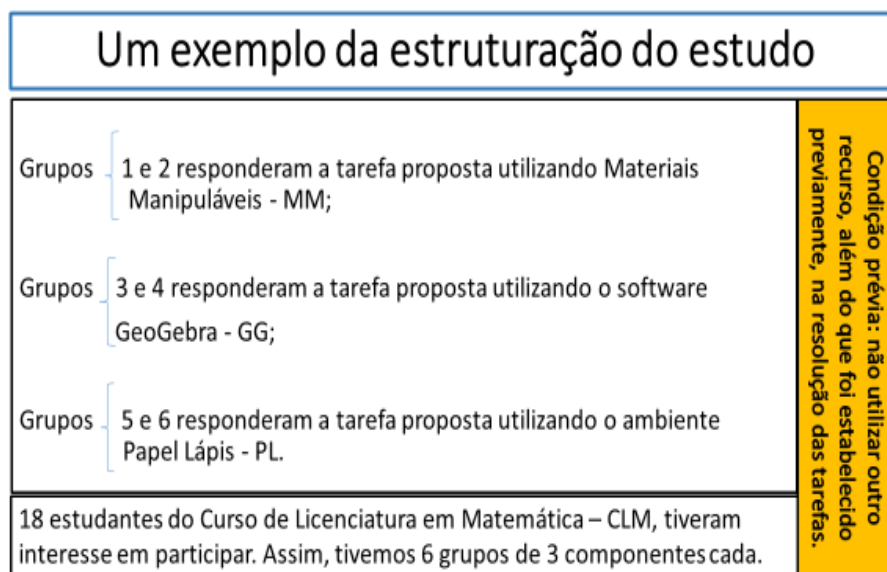 Um exemplo da estruturação do estudo
Grupos 1 e 2 responderam a tarefa proposta utilizando Materiais
Manipuláveis - MM;
Grupos 3 e 4 responderam a tarefa proposta utilizando o software
GeoGebra - GG;
Grupos 5 e 6 responderam a tarefa proposta utilizando o ambiente
Papel Lápis - PL.
18 estudantes do Curso de Licenciatura em Matemática – CLM, tiveram
interesse em participar. Assim, tivemos 6 grupos de 3 componentes cada.
Condição prévia: não utilizar outro
recurso, além do que foi estabelecido
previamente, na resolução das tarefas.